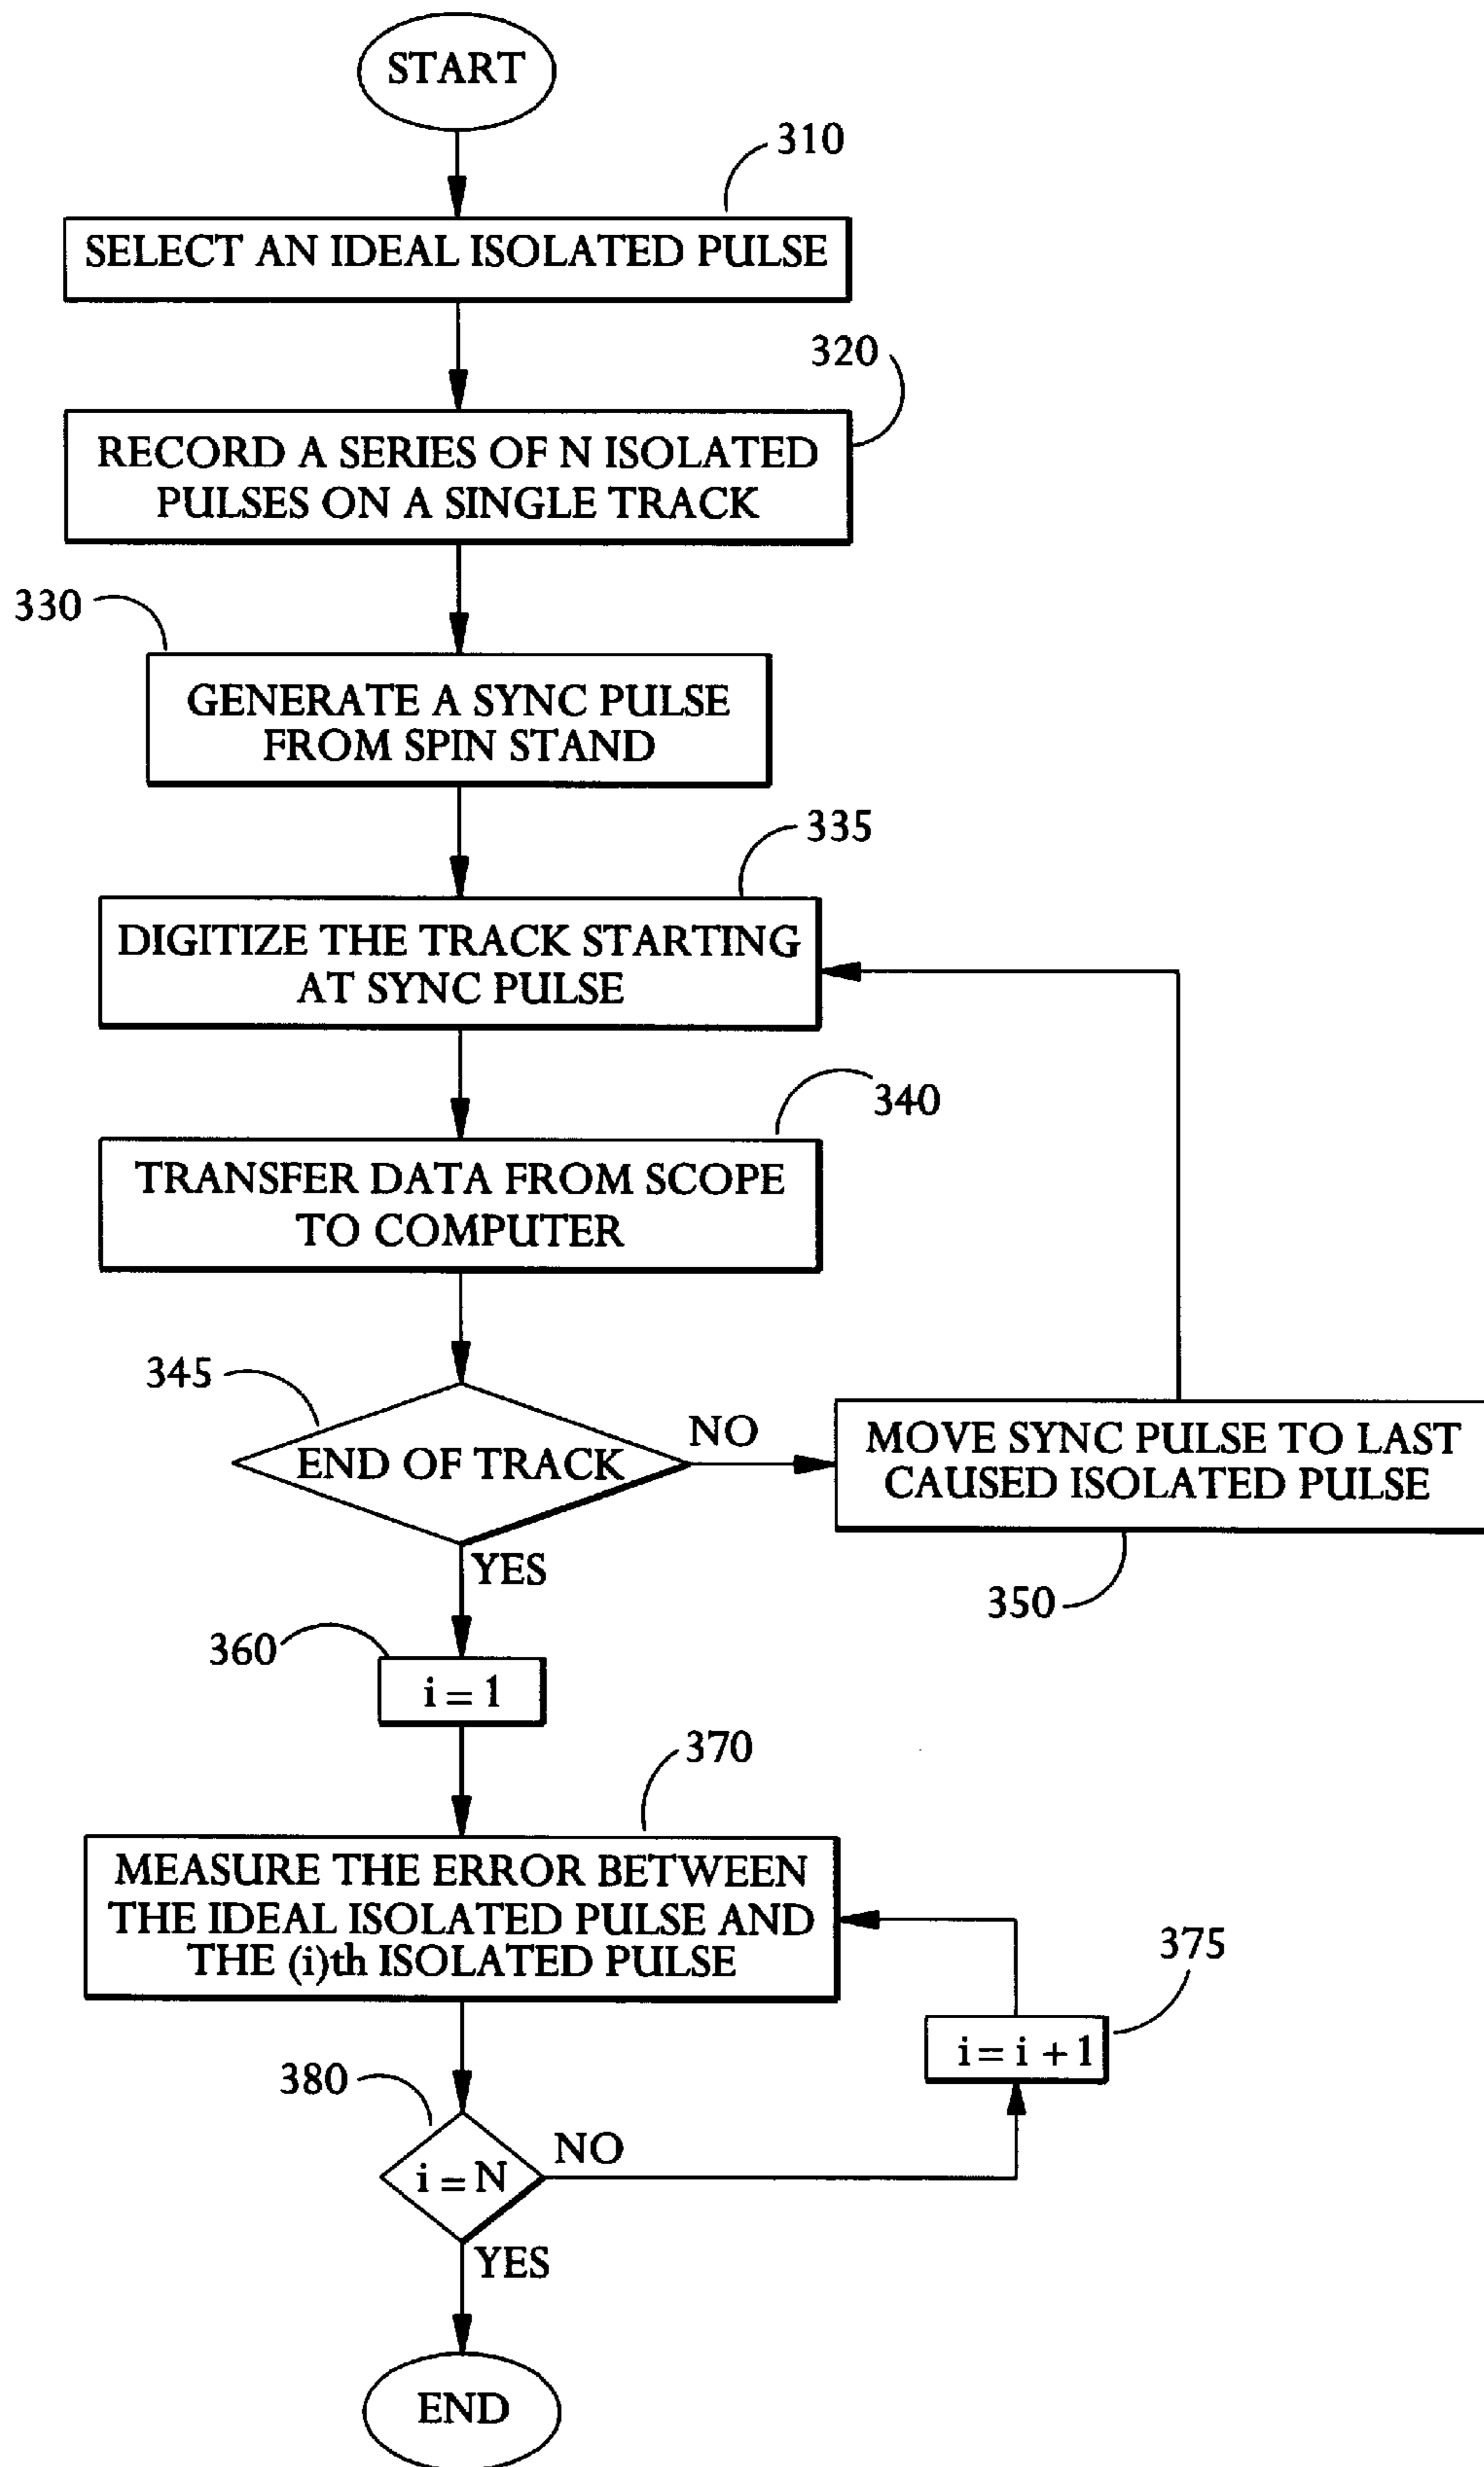 START
310
SELECT AN IDEAL ISOLATED PULSE
320
RECORD A SERIES OF N ISOLATED
PULSES ON A SINGLE TRACK
330
GENERATE A SYNC PULSE
FROM SPIN STAND
335
DIGITIZE THE TRACK STARTING
AT SYNC PULSE
340
TRANSFER DATA FROM SCOPE
TO COMPUTER
345
END OF TRACK
NO
MOVE SYNC PULSE TO LAST
CAUSED ISOLATED PULSE
350
YES
360
i = 1
370
MEASURE THE ERROR BETWEEN
THE IDEAL ISOLATED PULSE AND
THE (i)th ISOLATED PULSE
375
i = i + 1
380
i = N
NO
YES
END